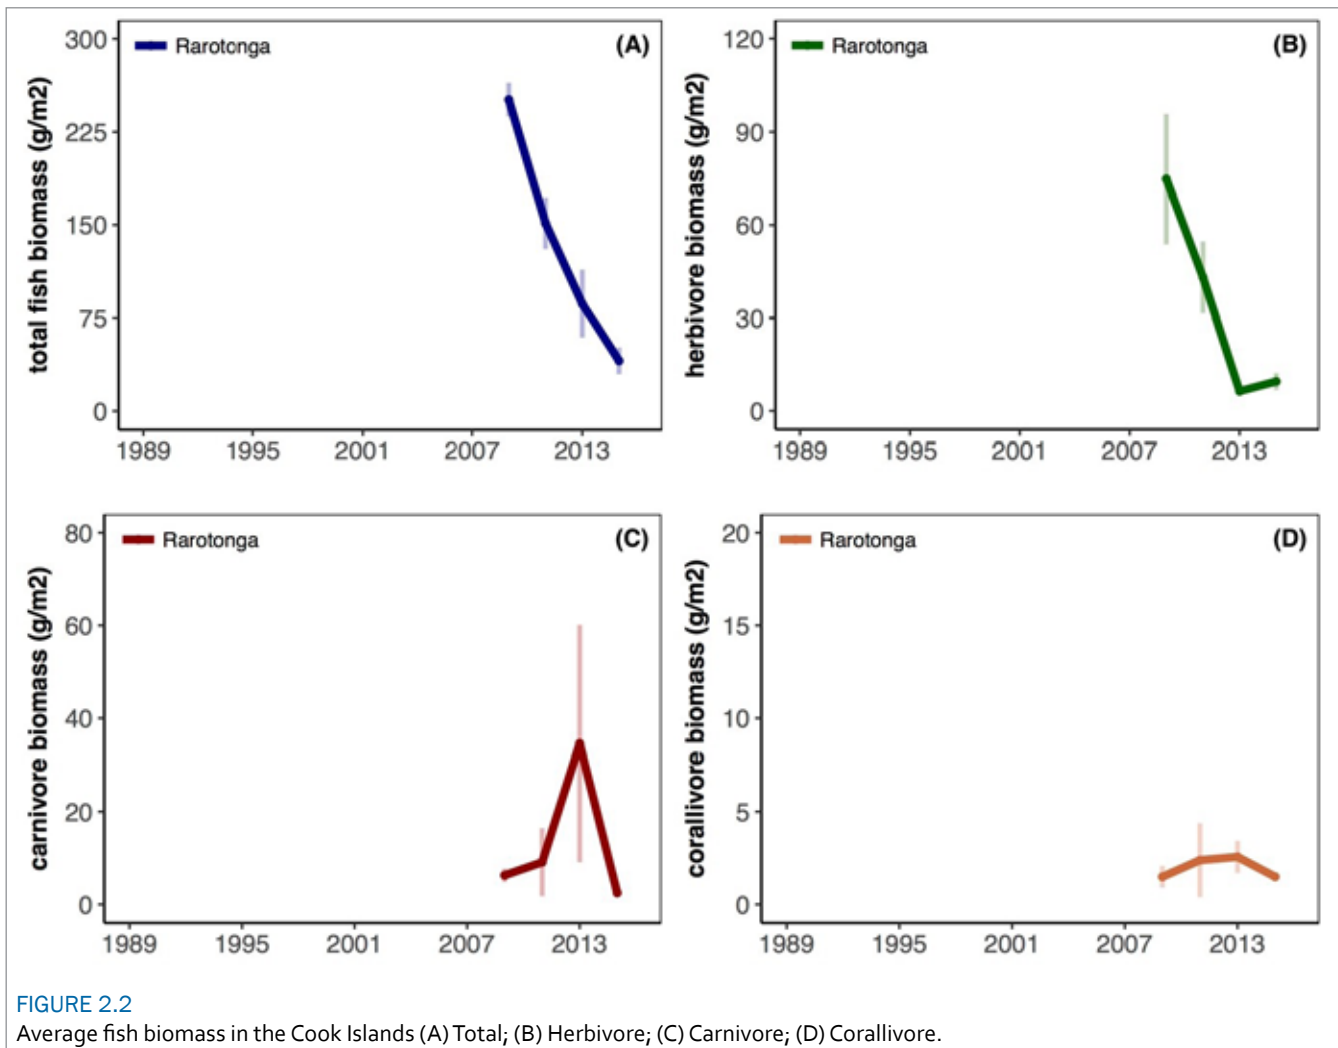 Rarotonga (A)
300
225
150
75
0
total fish biomass (g/m2)
1989 1995 2001 2007 2013
Rarotonga (B)
120
90
60
30
0
herbivore biomass (g/m2)
1989 1995 2001 2007 2013
Rarotonga (C)
80
60
40
20
0
carnivore biomass (g/m2)
1989 1995 2001 2007 2013
Rarotonga (D)
20
15
10
5
0
corallivore biomass (g/m2)
1989 1995 2001 2007 2013
FIGURE 2.2
Average fish biomass in the Cook Islands (A) Total; (B) Herbivore; (C) Carnivore; (D) Corallivore.